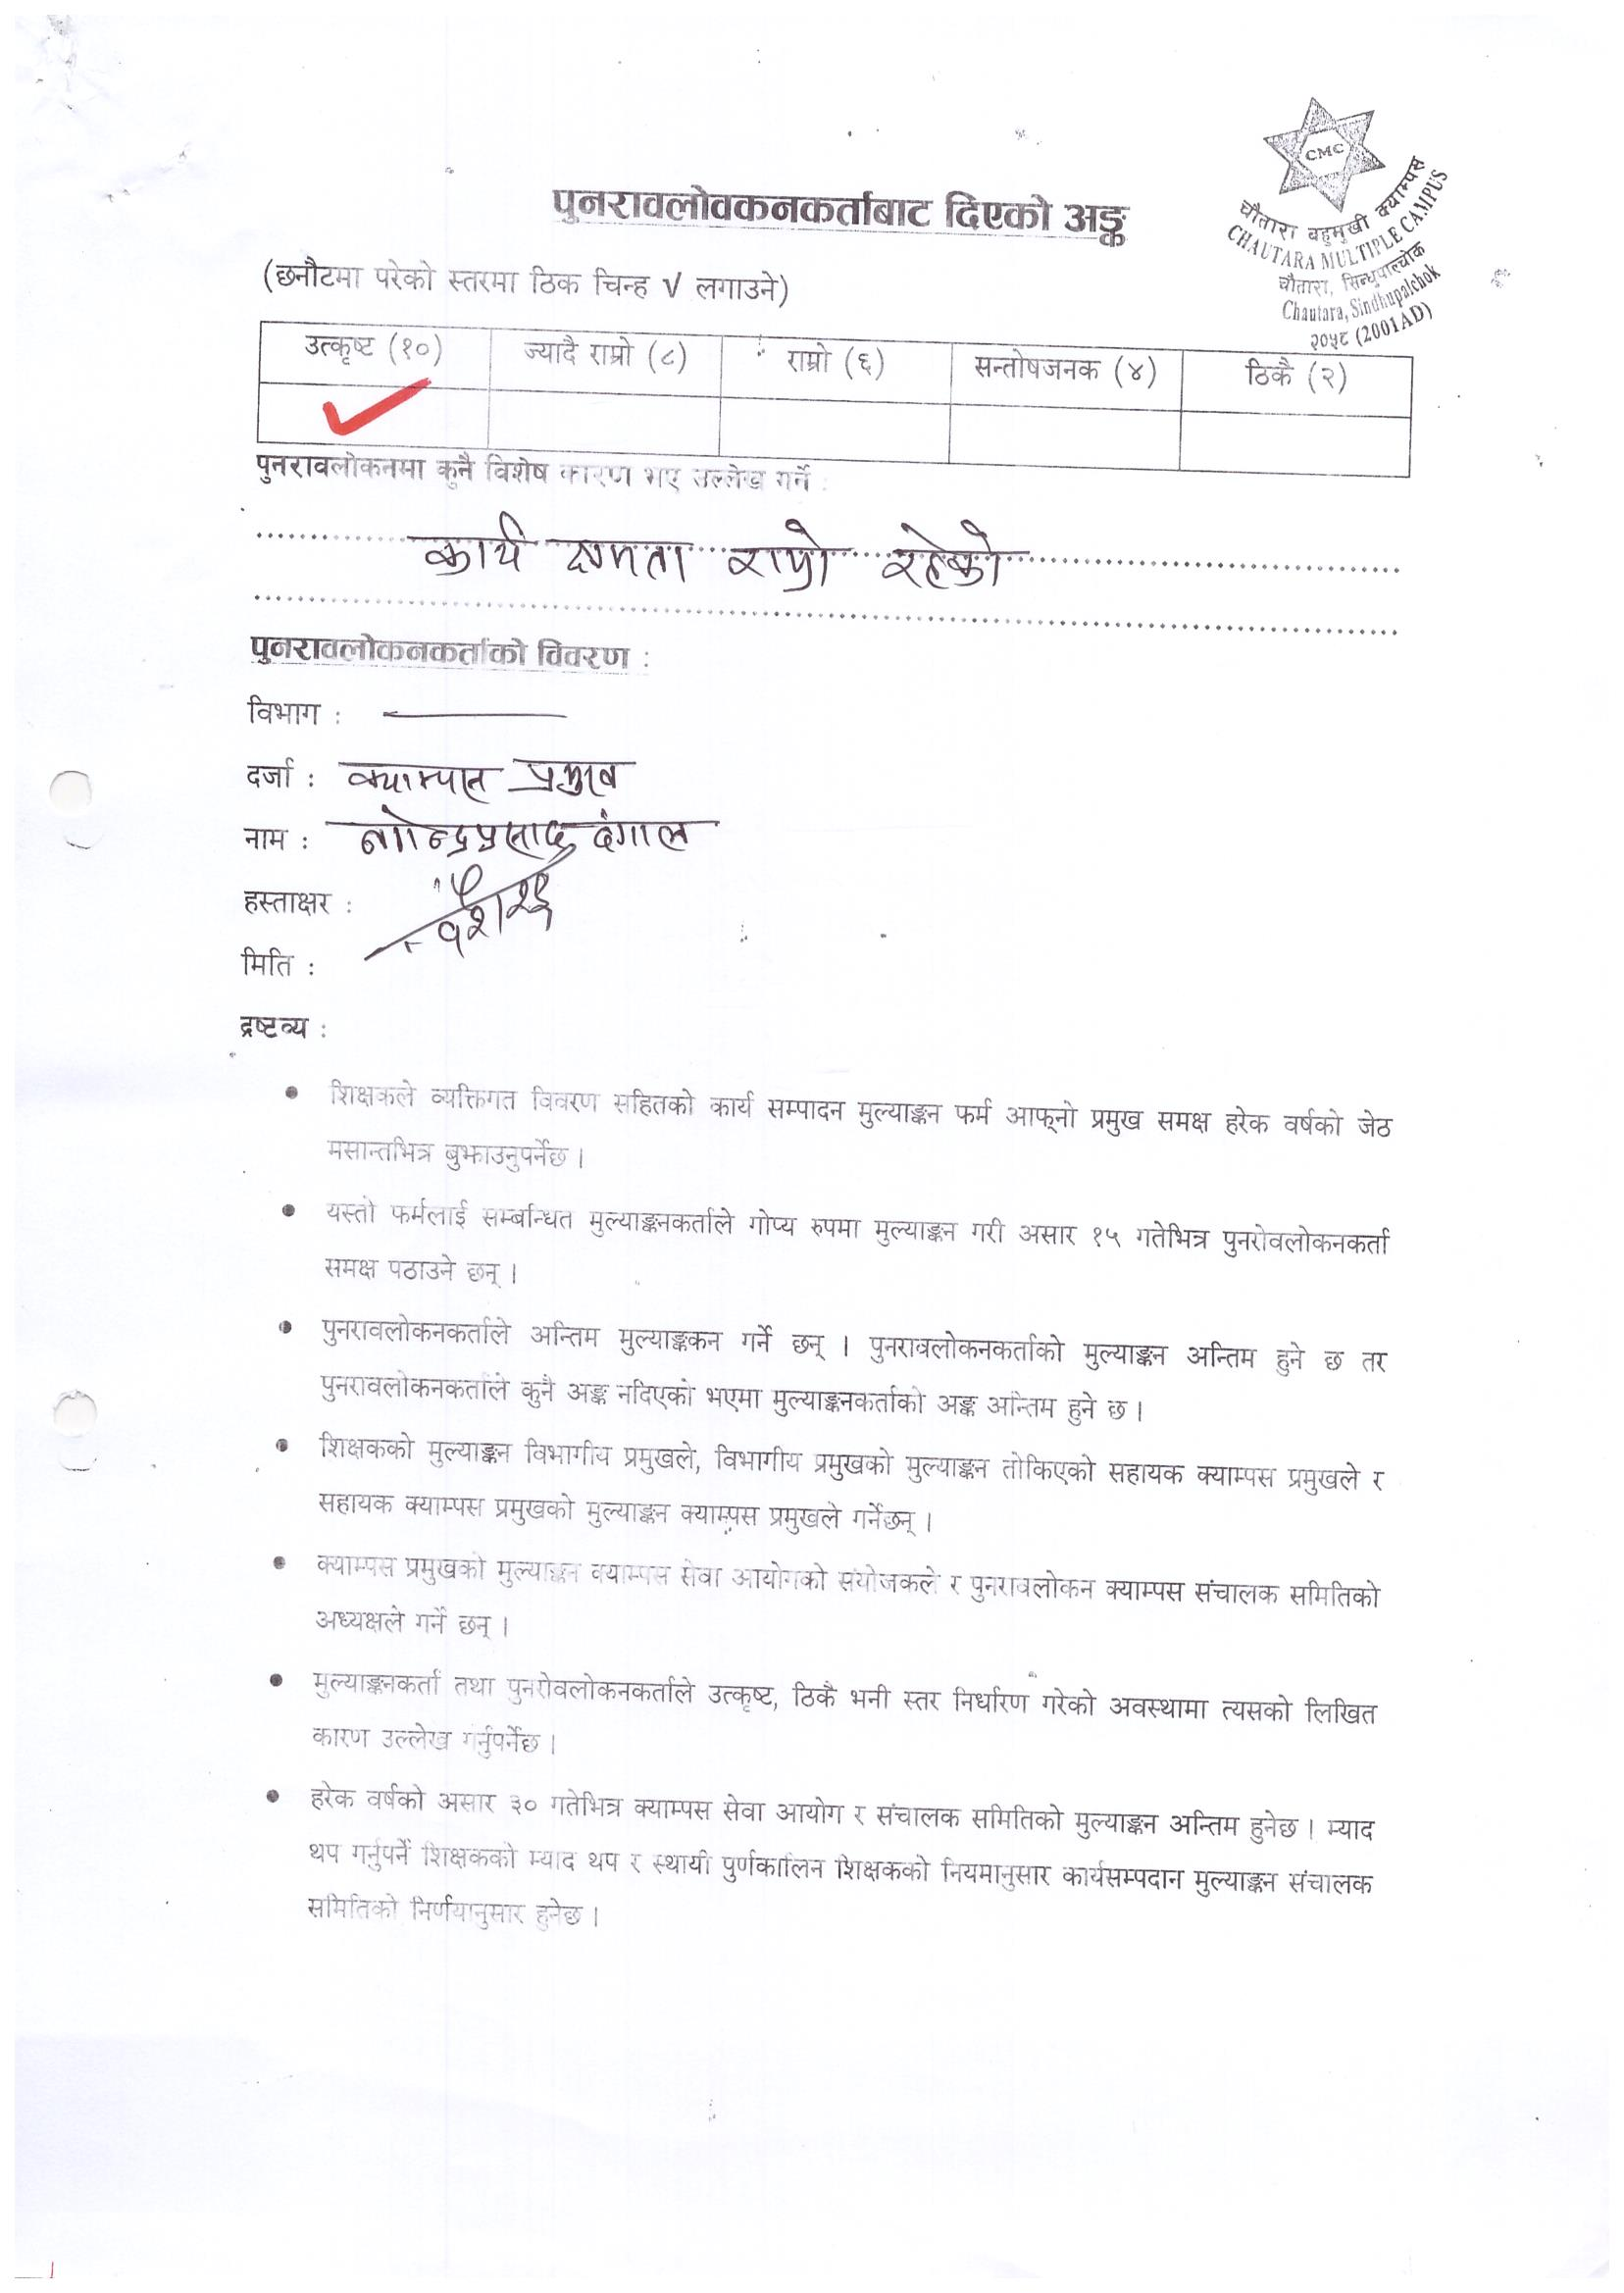 CMC
चौतारा बहुमुखी क्याम्पस
CHAUTARA MULTIPLE CAMPUS
चौतारा, सिन्धुपाल्चोक
Chautara, Sindhupalchok
२०५८ (2001AD)
पुनरावलोवकनकर्ताबाट दिएको अङ्क
(छनौटमा परेको स्तरमा ठिक चिन्ह √ लगाउने)
उत्कृष्ट (१०) ज्यादै राम्रो (८) राम्रो (६) सन्तोषजनक (४) ठिकै (२)
पुनरावलोकनमा कुनै विशेष कारण भए उल्लेख गर्ने :
कार्य क्षमता राम्रो रहेको
पुनरावलोकनकर्ताको विवरण :
विभाग :
दर्जा : क्याम्पस प्रमुख
नाम : नगेन्द्रप्रसाद दंगाल
हस्ताक्षर :
मिति :
द्रष्टव्य :
• शिक्षकले व्यक्तिगत विवरण सहितको कार्य सम्पादन मुल्याङ्कन फर्म आफ्नो प्रमुख समक्ष हरेक वर्षको जेठ
मसान्तभित्र बुझाउनुपर्नेछ ।
• यस्तो फर्मलाई सम्बन्धित मुल्याङ्कनकर्ताले गोप्य रुपमा मुल्याङ्कन गरी असार १५ गतेभित्र पुनरोवलोकनकर्ता
समक्ष पठाउने छन् ।
• पुनरावलोकनकर्ताले अन्तिम मुल्याङ्ककन गर्ने छन् । पुनरावलोकनकर्ताको मुल्याङ्कन अन्तिम हुने छ तर
पुनरावलोकनकर्ताले कुनै अङ्क नदिएको भएमा मुल्याङ्कनकर्ताको अङ्क अन्तिम हुने छ ।
• शिक्षकको मुल्याङ्कन विभागीय प्रमुखले, विभागीय प्रमुखको मुल्याङ्कन तोकिएको सहायक क्याम्पस प्रमुखले र
सहायक क्याम्पस प्रमुखको मुल्याङ्कन क्याम्पस प्रमुखले गर्नेछन् ।
• क्याम्पस प्रमुखको मुल्याङ्कन क्याम्पस सेवा आयोगको संयोजकले र पुनरावलोकन क्याम्पस संचालक समितिको
अध्यक्षले गर्ने छन् ।
• मुल्याङ्कनकर्ता तथा पुनरोवलोकनकर्ताले उत्कृष्ट, ठिकै भनी स्तर निर्धारण गरेको अवस्थामा त्यसको लिखित
कारण उल्लेख गर्नुपर्नेछ ।
• हरेक वर्षको असार ३० गतेभित्र क्याम्पस सेवा आयोग र संचालक समितिको मुल्याङ्कन अन्तिम हुनेछ । म्याद
थप गर्नुपर्ने शिक्षकको म्याद थप र स्थायी पुर्णकालिन शिक्षकको नियमानुसार कार्यसम्पदान मुल्याङ्कन संचालक
समितिको निर्णयानुसार हुनेछ ।